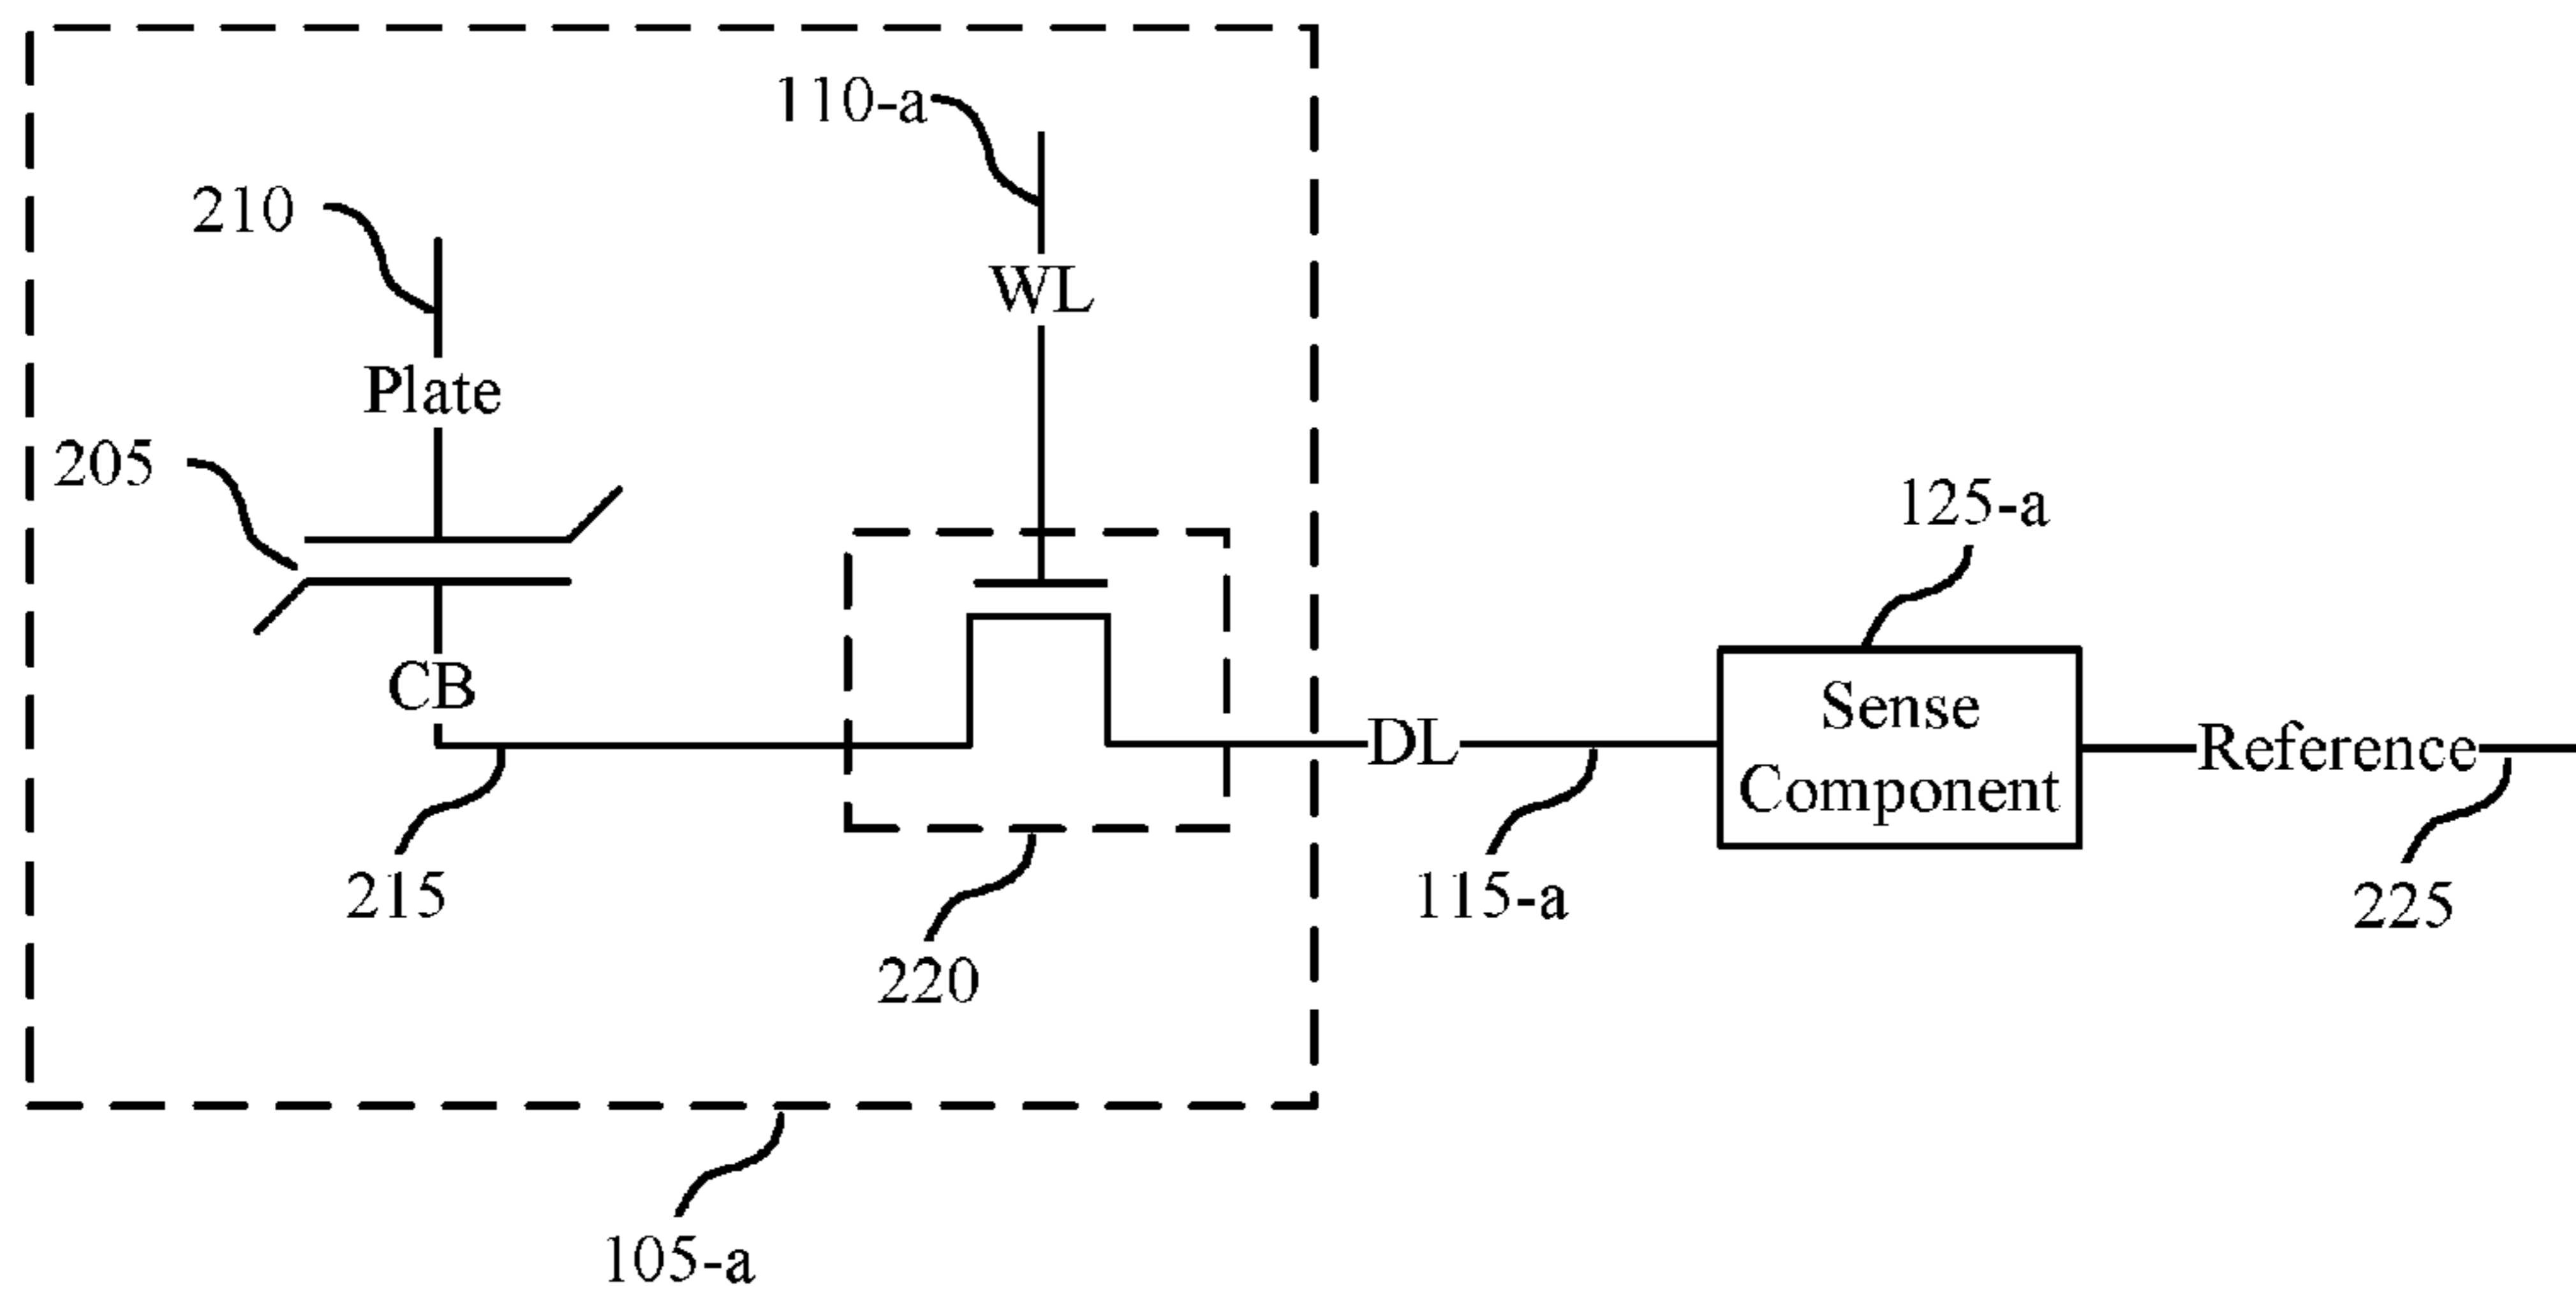 110-a
210
WL
Plate
205
125-a
CB
Sense
Component
DL
Reference
215
115-a
225
220
105-a